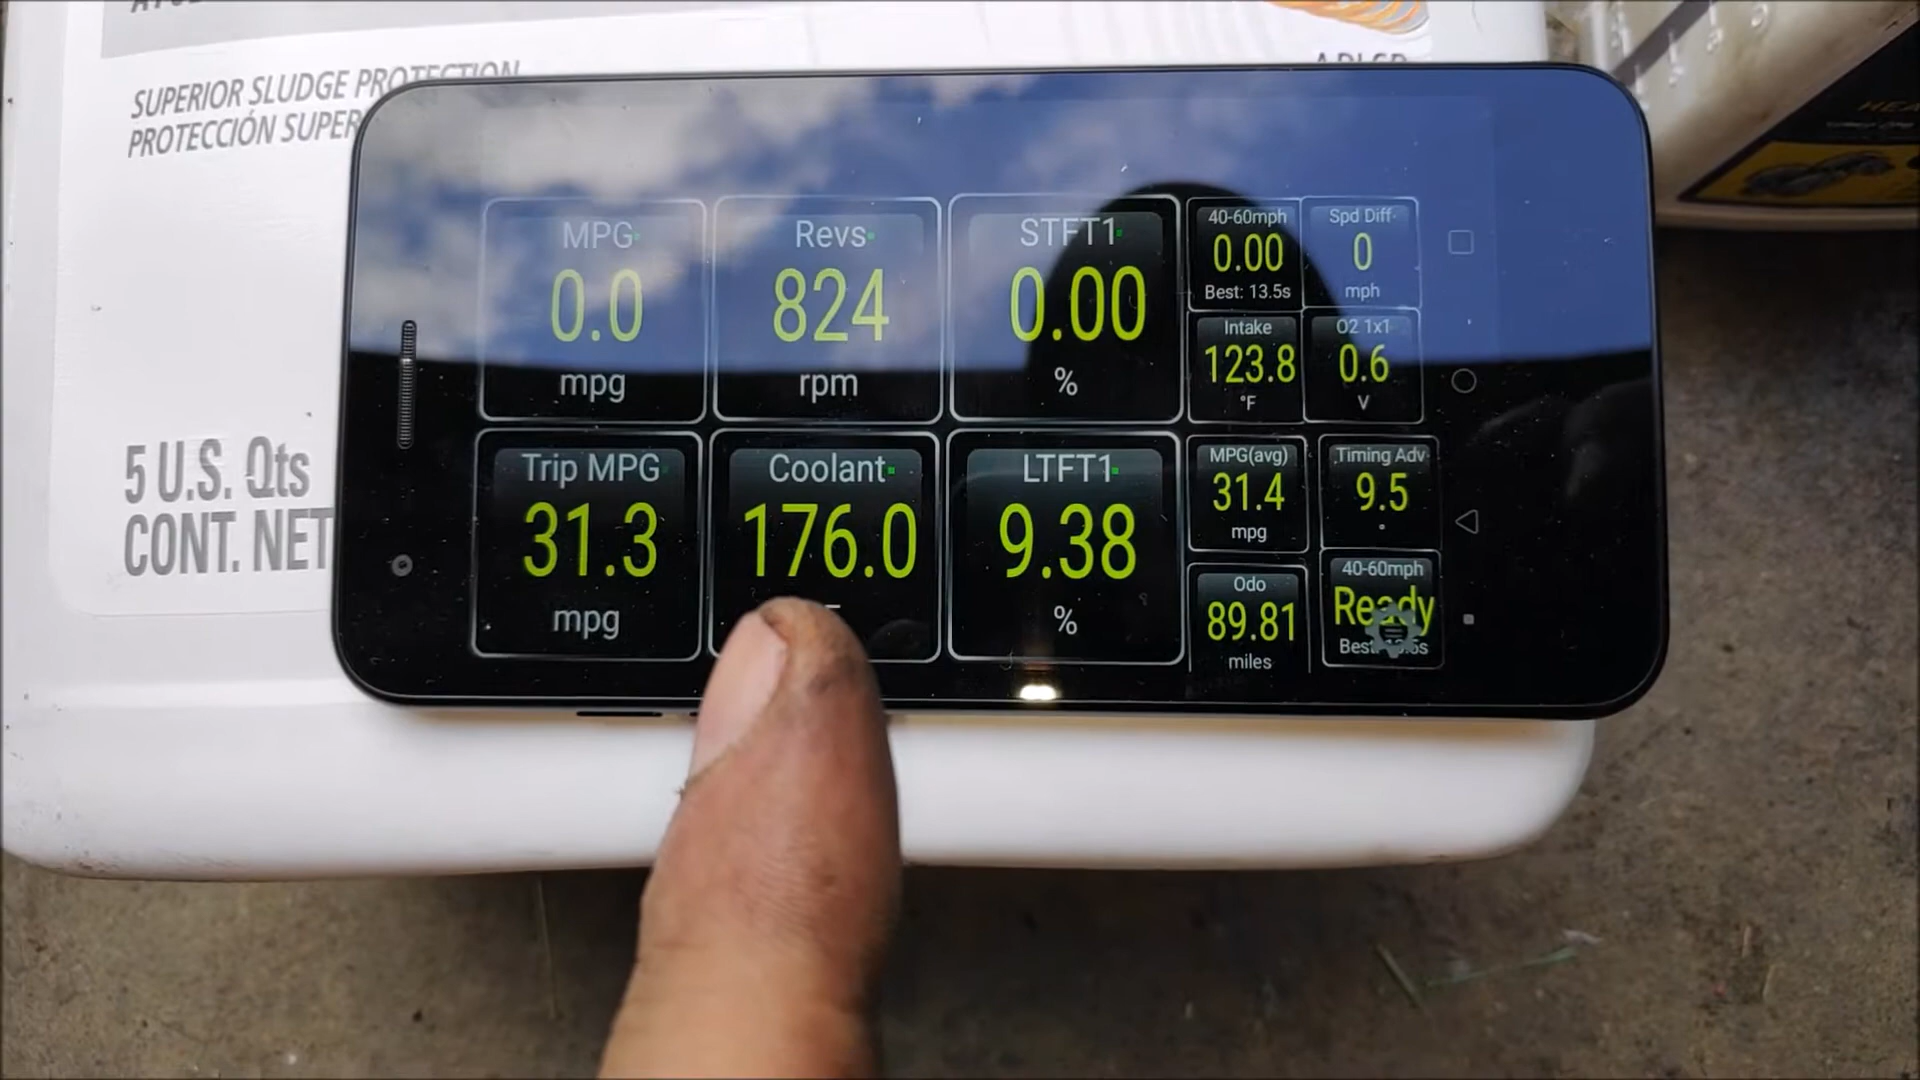 SUPERIOR SLUDGE PROTECTION
PROTECCIÓN SUPER
5 U.S. Qts
CONT. NET
MPG
0.0
mpg
Revs
824
rpm
STFT1
0.00
%
40-60mph
0.00
Best: 13.5s
Spd Diff
0
mph
Intake
123.8
°F
O2 1x1
0.6
V
Trip MPG
31.3
mpg
Coolant
176.0
LTFT1
9.38
%
MPG(avg)
31.4
mpg
Timing Adv
9.5
°
Odo
89.81
miles
40-60mph
Ready